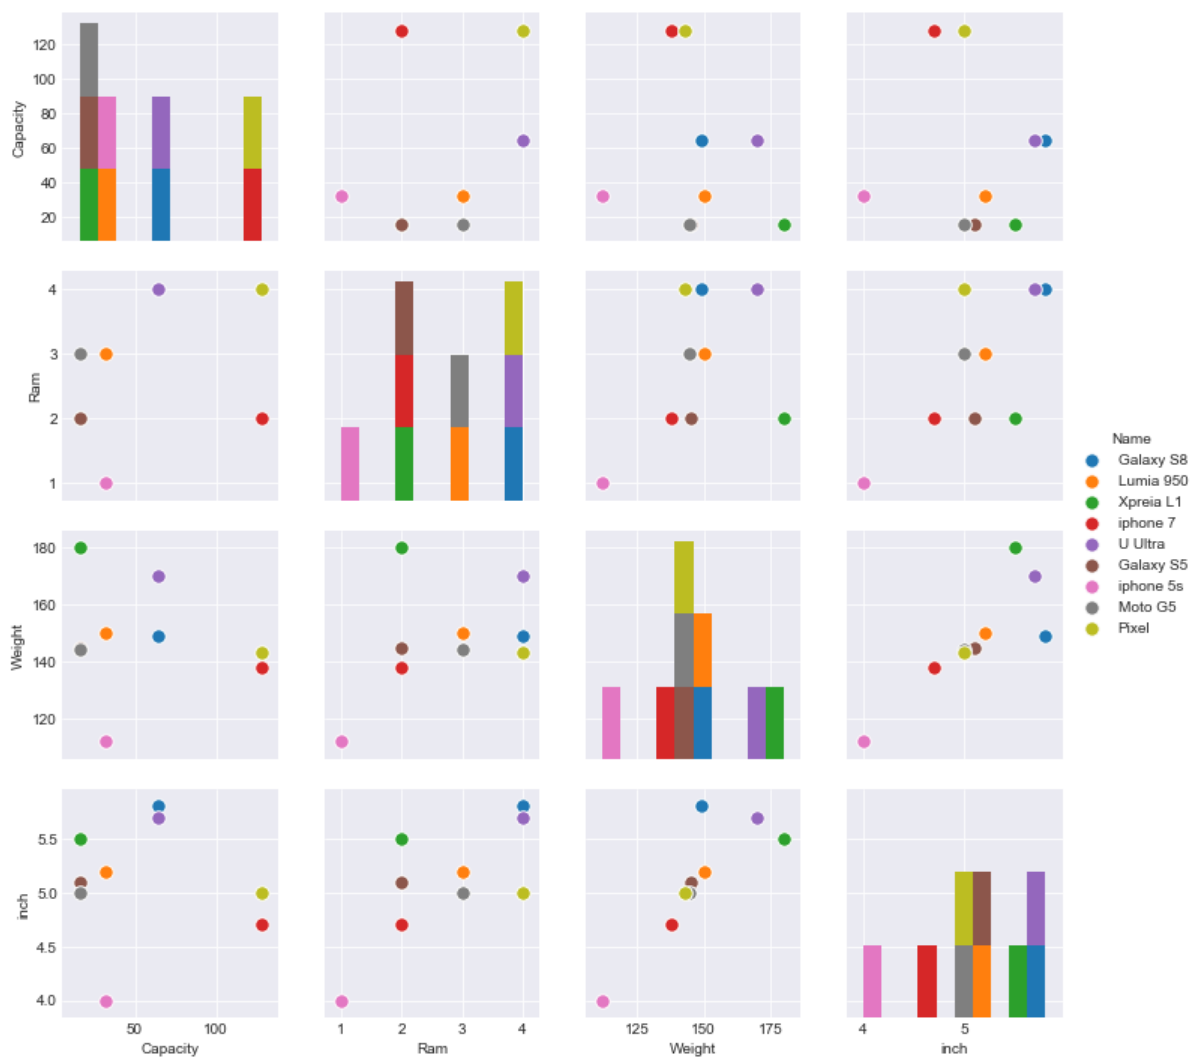 Capacity
120
100
80
60
40
20
Ram
4
3
2
1
Name
Galaxy S8
Lumia 950
Xpreia L1
iphone 7
U Ultra
Galaxy S5
iphone 5s
Moto G5
Pixel
Weight
180
160
140
120
inch
5.5
5.0
4.5
4.0
50 100
1 2 3 4
125 150 175
4 5
Capacity
Ram
Weight
inch